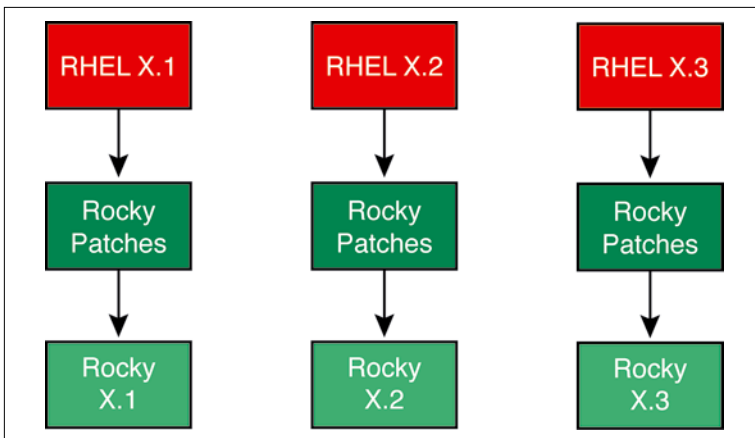 RHEL X.1
RHEL X.2
RHEL X.3
Rocky
Patches
Rocky
Patches
Rocky
Patches
Rocky
X.1
Rocky
X.2
Rocky
X.3